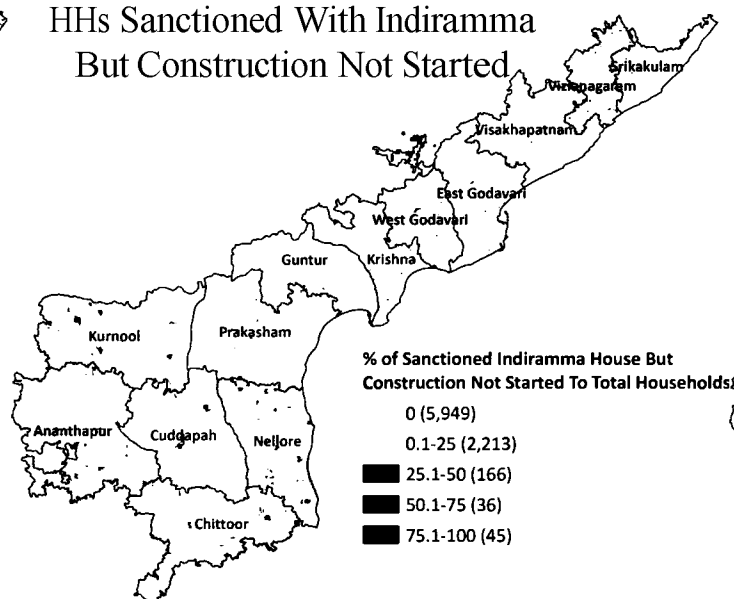 HHs Sanctioned With Indiramma
But Construction Not Started
Srikakulam
Vizianagaram
Visakhapatnam
East Godavari
West Godavari
Krishna
Guntur
Prakasham
Kurnool
Ananthapur
Cuddapah
Nellore
Chittoor
% of Sanctioned Indiramma House But
Construction Not Started To Total Households
0 (5,949)
0.1-25 (2,213)
25.1-50 (166)
50.1-75 (36)
75.1-100 (45)